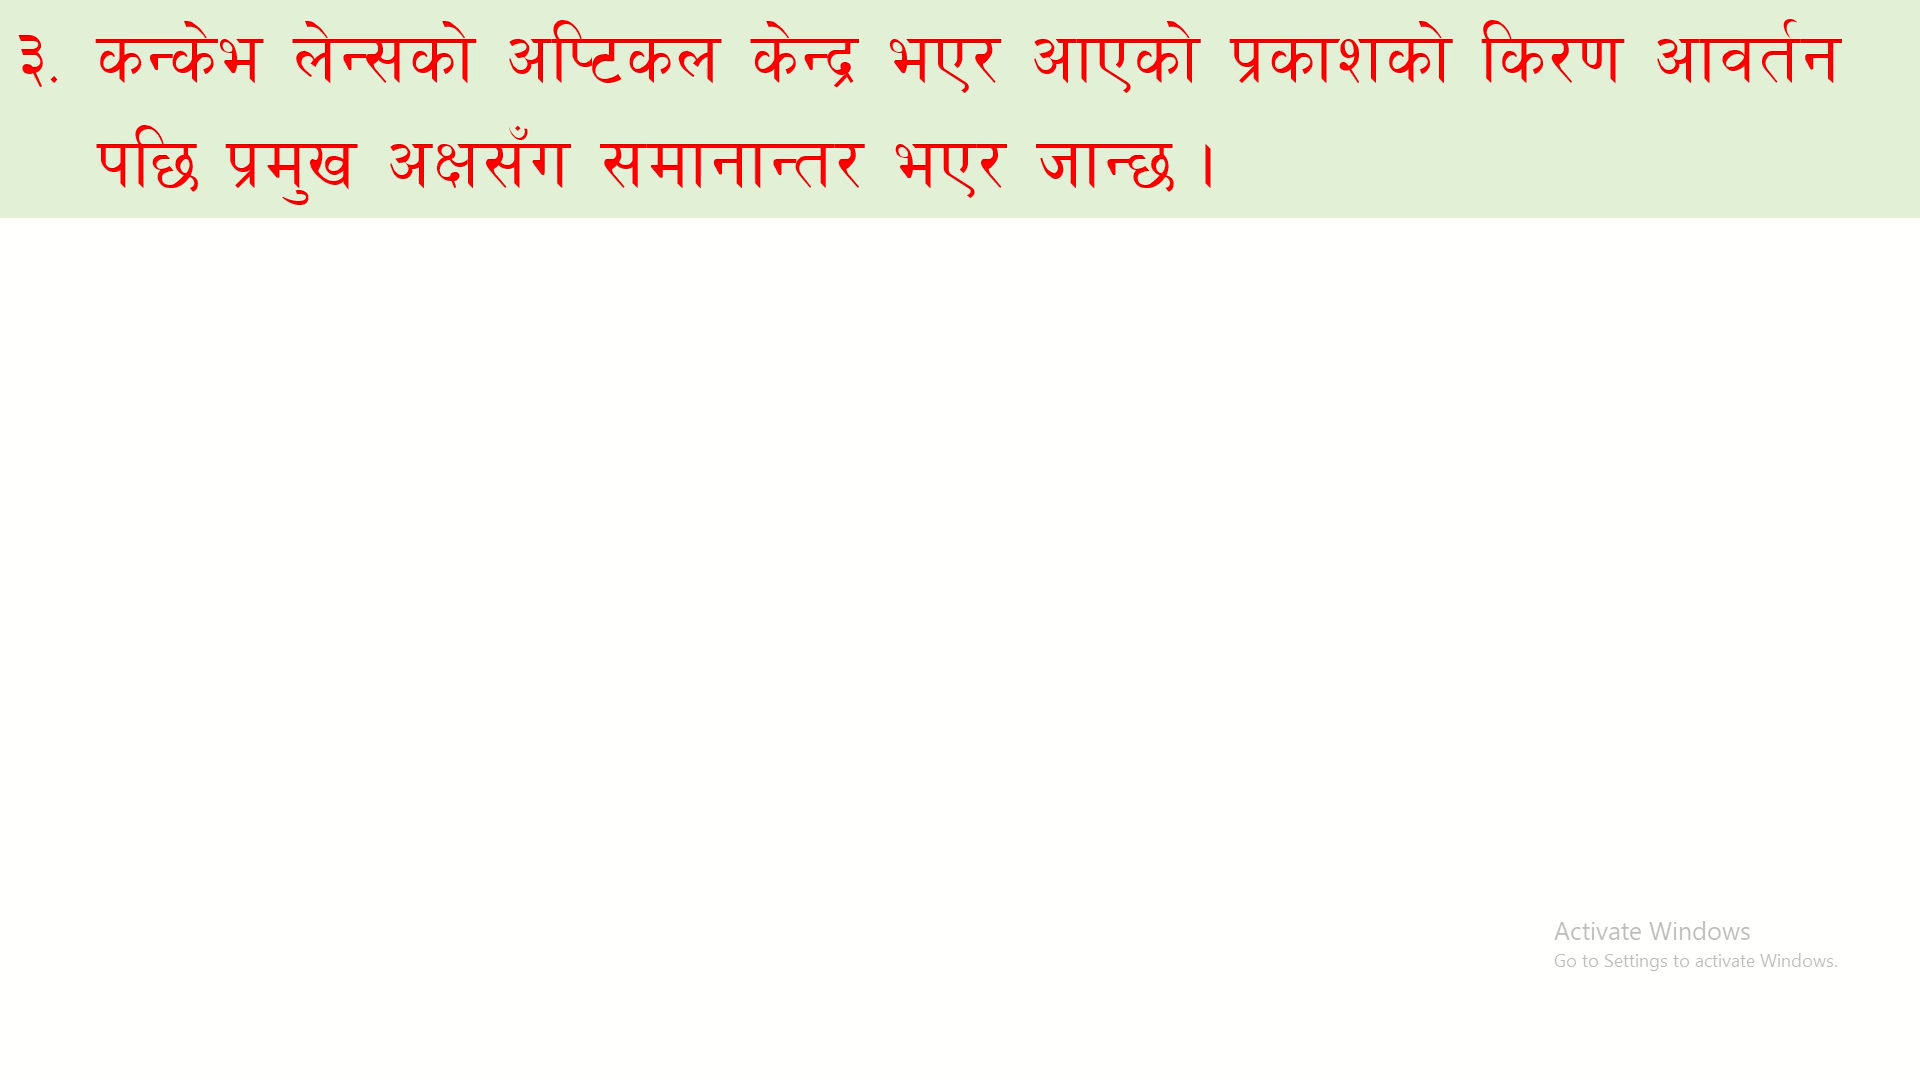 ३. कन्केभ लेन्सको अप्टिकल केन्द्र भएर आएको प्रकाशको किरण आवर्तन
पछि प्रमुख अक्षसँग समानान्तर भएर जान्छ ।
Activate Windows
Go to Settings to activate Windows.